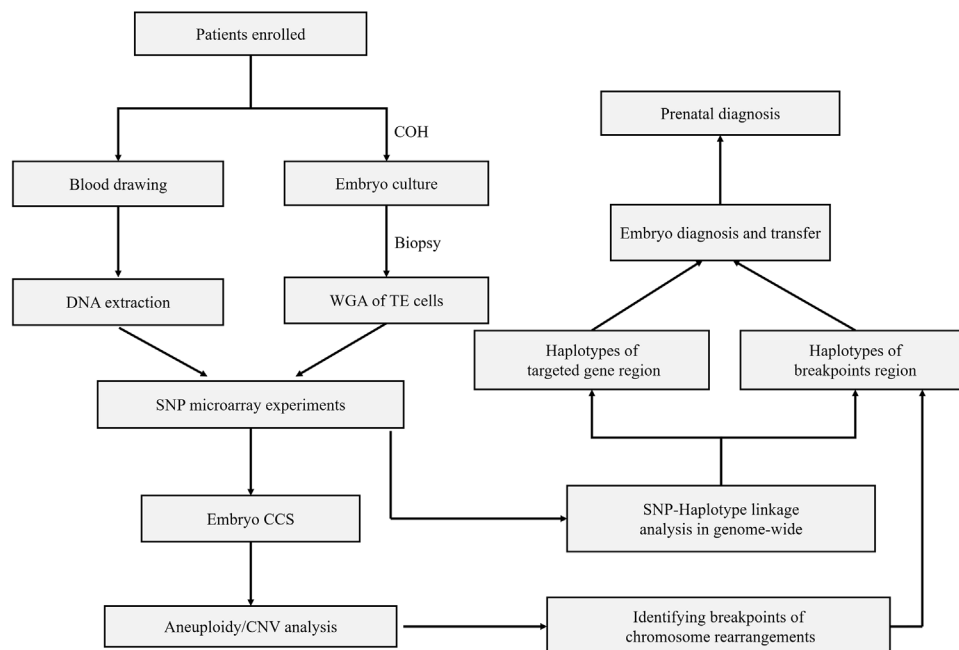 Patients enrolled
COH
Blood drawing
Embryo culture
Biopsy
DNA extraction
WGA of TE cells
SNP microarray experiments
Embryo CCS
Aneuploidy/CNV analysis
Prenatal diagnosis
Embryo diagnosis and transfer
Haplotypes of
targeted gene region
Haplotypes of
breakpoints region
SNP-Haplotype linkage
analysis in genome-wide
Identifying breakpoints of
chromosome rearrangements